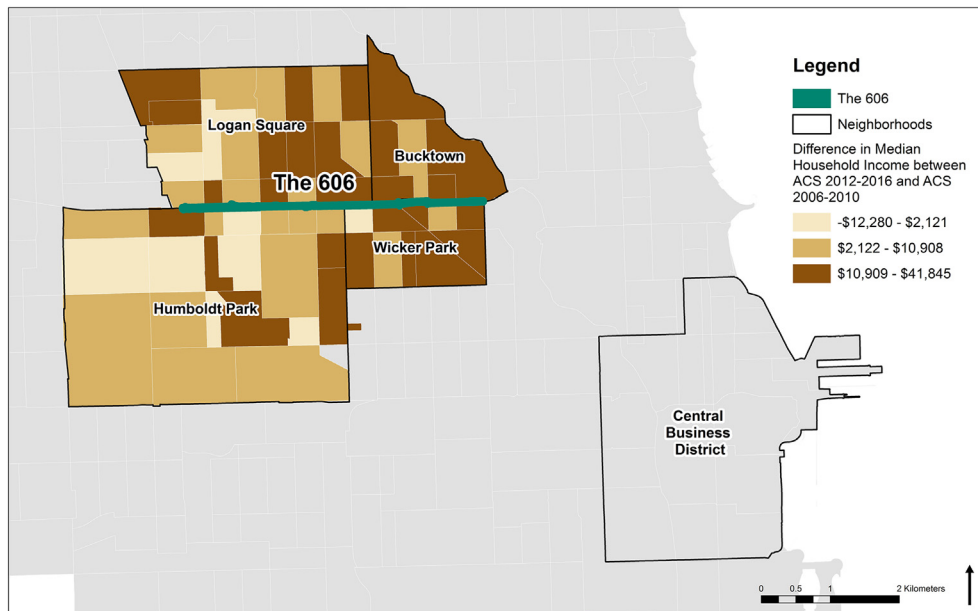 Legend
The 606
Neighborhoods
Difference in Median
Household Income between
ACS 2012-2016 and ACS
2006-2010
-$12,280 - $2,121
$2,122 - $10,908
$10,909 - $41,845
Logan Square
Bucktown
The 606
Wicker Park
Humboldt Park
Central
Business
District
0 0.5 1 2 Kilometers